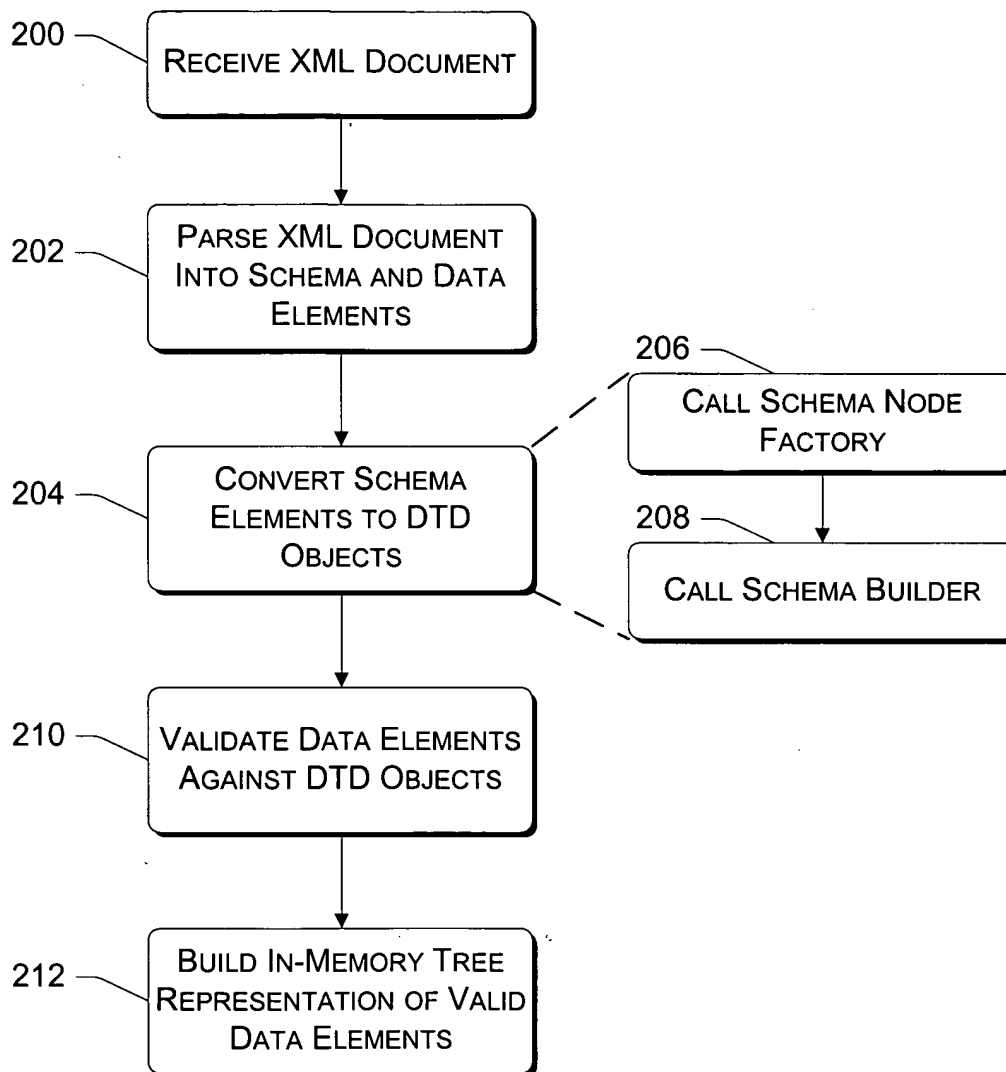 200
RECEIVE XML DOCUMENT
202
PARSE XML DOCUMENT
INTO SCHEMA AND DATA
ELEMENTS
204
CONVERT SCHEMA
ELEMENTS TO DTD
OBJECTS
206
CALL SCHEMA NODE
FACTORY
208
CALL SCHEMA BUILDER
210
VALIDATE DATA ELEMENTS
AGAINST DTD OBJECTS
212
BUILD IN-MEMORY TREE
REPRESENTATION OF VALID
DATA ELEMENTS